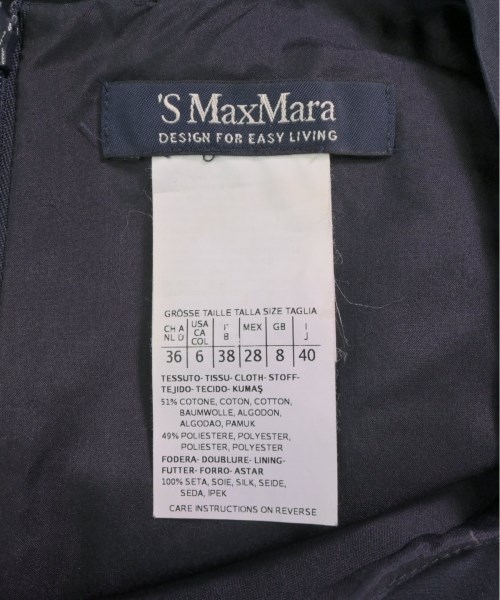 'S MaxMara
DESIGN FOR EASY LIVING
GRÖSSE TAILLE TALLA SIZE TAGLIA
CH A NL D USA CA COL F B MEX GB I J
36 6 38 28 8 40
TESSUTO- TISSU- CLOTH- STOFF-
TEJIDO- TECIDO- KUMAŞ
51% COTONE, COTON, COTTON,
BAUMWOLLE, ALGODON,
ALGODAO, PAMUK
49% POLIESTERE, POLYESTER,
POLIESTER, POLYESTER
FODERA- DOUBLURE- LINING-
FUTTER- FORRO- ASTAR
100% SETA, SOIE, SILK, SEIDE,
SEDA, IPEK
CARE INSTRUCTIONS ON REVERSE